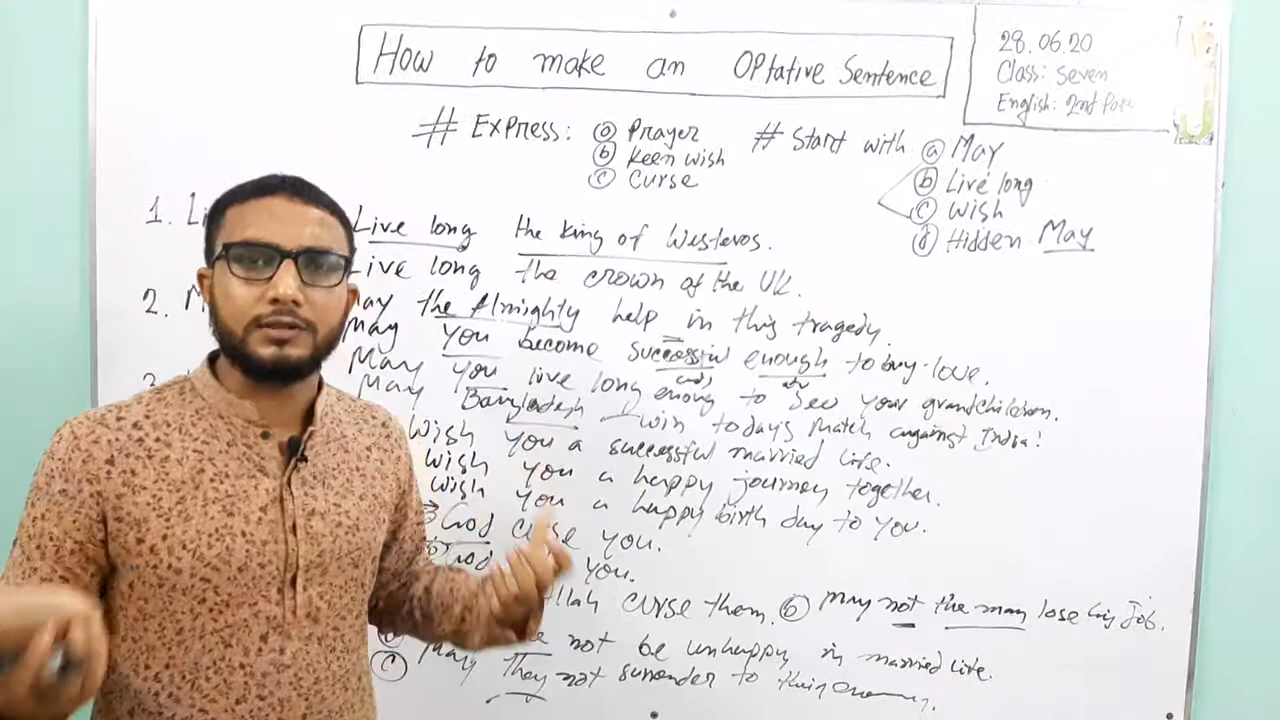 How to make an Optative Sentence
28.06.20
Class: Seven
English: 2nd
# Express: (a) Prayer
(b) Keen wish
(c) Curse
# Start with (a) May
(b) Live long
(c) Wish
(d) Hidden May
1. Live long the king of Westeros.
Live long the crown of the UK.
2. May the Almighty help in this tragedy.
May you become successful enough to buy love.
May you live long enoug to see your grandchildren.
May Bangladesh win today's match against India!
Wish you a successful married life.
Wish you a happy journey together.
Wish you a happy birth day to you.
God curse you.
God you.
Allah curse them. (b) May not the man lose his job.
May not be unhappy in married life.
(c) May they not surrender to their enemy.